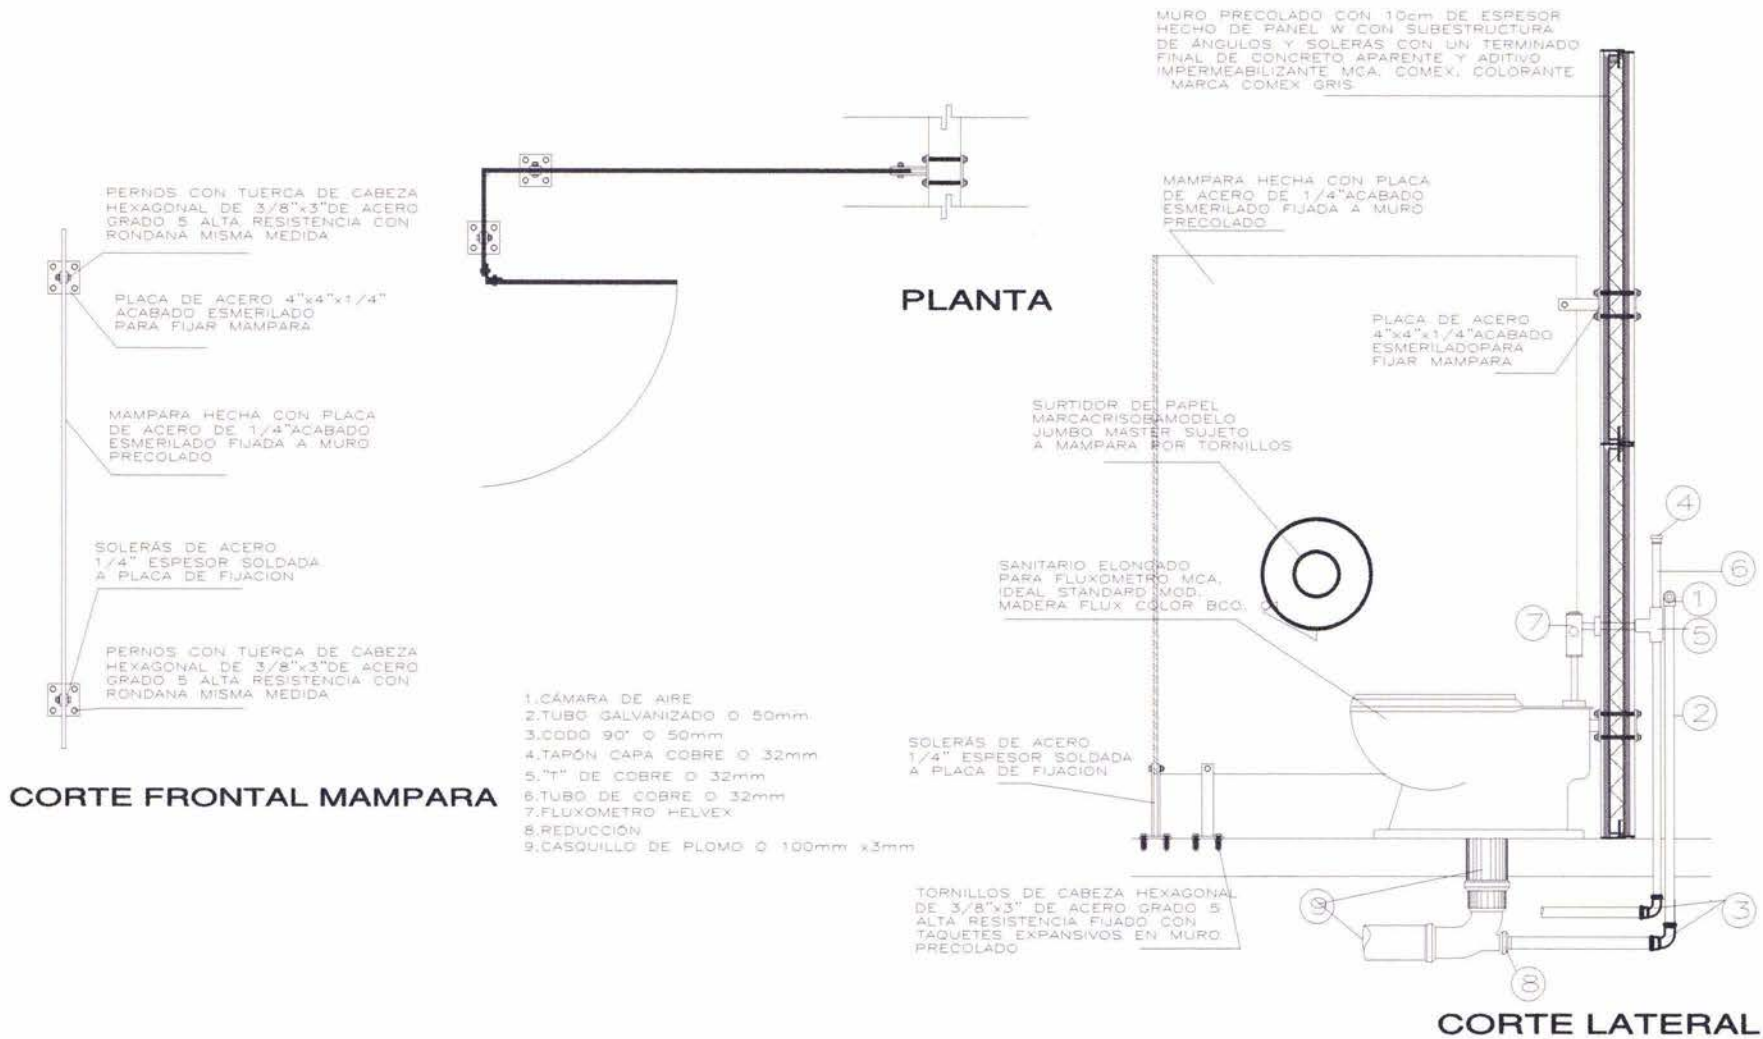 MURO PRECOLADO CON 10cm DE ESPESOR
HECHO DE PANEL W CON SUBESTRUCTURA
DE ÁNGULOS Y SOLERAS CON UN TERMINADO
FINAL DE CONCRETO APARENTE Y ADITIVO
IMPERMEABILIZANTE MCA. COMEX, COLORANTE
MARCA COMEX GRIS
PERNOS CON TUERCA DE CABEZA
HEXAGONAL DE 3/8"x3"DE ACERO
GRADO 5 ALTA RESISTENCIA CON
RONDANA MISMA MEDIDA
PLACA DE ACERO 4"x4"x1/4"
ACABADO ESMERILADO
PARA FIJAR MAMPARA
MAMPARA HECHA CON PLACA
DE ACERO DE 1/4"ACABADO
ESMERILADO FIJADA A MURO
PRECOLADO
SOLERAS DE ACERO
1/4" ESPESOR SOLDADA
A PLACA DE FIJACION
PERNOS CON TUERCA DE CABEZA
HEXAGONAL DE 3/8"x3"DE ACERO
GRADO 5 ALTA RESISTENCIA CON
RONDANA MISMA MEDIDA
CORTE FRONTAL MAMPARA
PLANTA
1.CÁMARA DE AIRE
2.TUBO GALVANIZADO O 50mm
3.CODO 90° O 50mm
4.TAPÓN CAPA COBRE O 32mm
5."T" DE COBRE O 32mm
6.TUBO DE COBRE O 32mm
7.FLUXOMETRO HELVEX
8.REDUCCIÓN
9.CASQUILLO DE PLOMO O 100mm x3mm
MAMPARA HECHA CON PLACA
DE ACERO DE 1/4"ACABADO
ESMERILADO FIJADA A MURO
PRECOLADO
PLACA DE ACERO
4"x4"x1/4"ACABADO
ESMERILADOPARA
FIJAR MAMPARA
SURTIDOR DE PAPEL
MARCACRISOBAMODELO
JUMBO MASTER SUJETO
A MAMPARA POR TORNILLOS
SANITARIO ELONGADO
PARA FLUXOMETRO MCA.
IDEAL STANDARD MOD.
MADERA FLUX COLOR BCO.
SOLERAS DE ACERO
1/4" ESPESOR SOLDADA
A PLACA DE FIJACION
TORNILLOS DE CABEZA HEXAGONAL
DE 3/8"x3" DE ACERO GRADO 5
ALTA RESISTENCIA FIJADO CON
TAQUETES EXPANSIVOS EN MURO
PRECOLADO
4
6
1
7
5
2
9
3
8
CORTE LATERAL